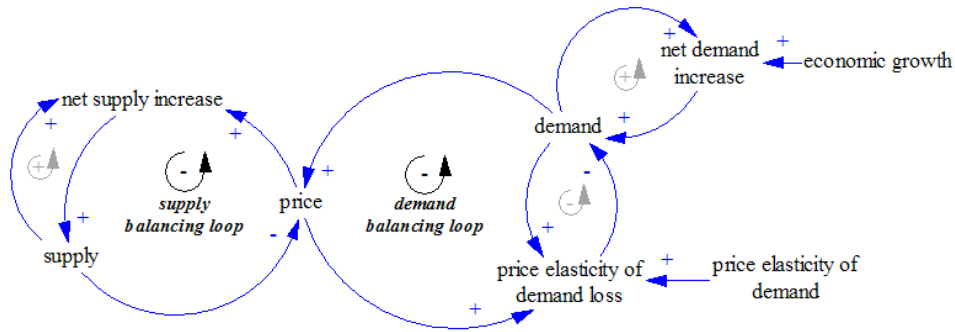 +
net demand
increase
+
economic growth
+
net supply increase
+
+
+
demand
+
+
-
+
-
-
supply
balancing loop
price
demand
balancing loop
-
+
-
+
supply
price elasticity of
demand loss
+
price elasticity of
demand
+